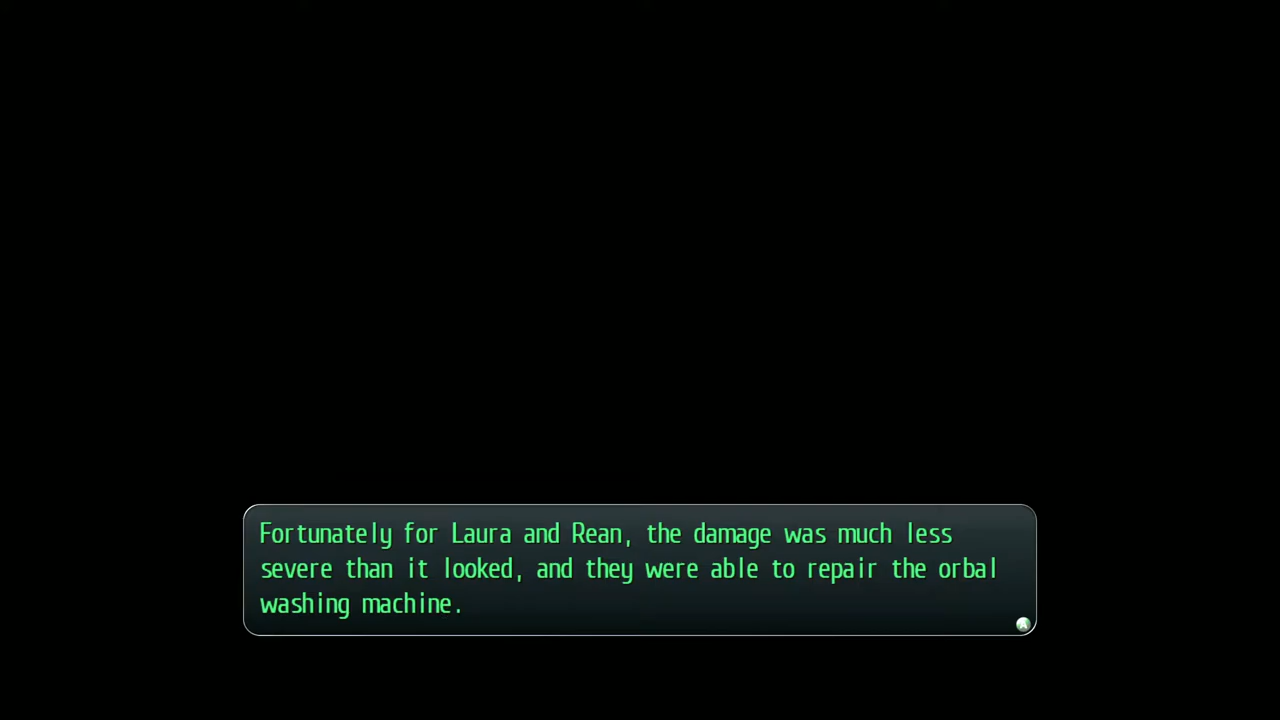 Fortunately for Laura and Rean, the damage was much less
severe than it looked, and they were able to repair the orbal
washing machine.
A